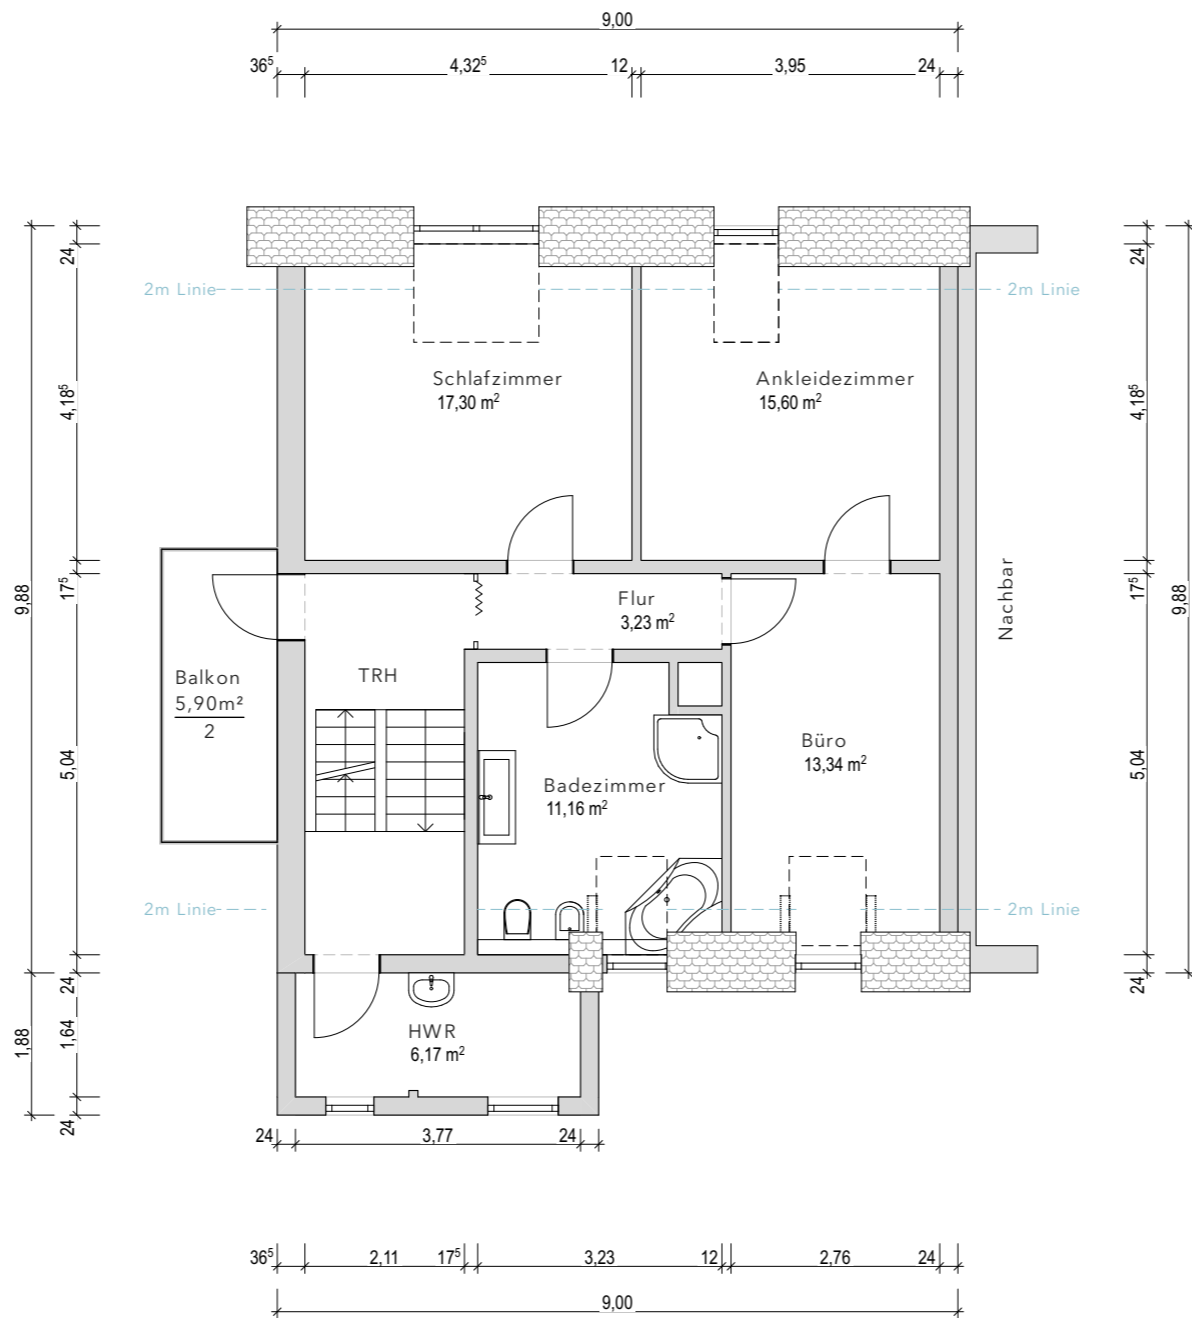 9,00
36⁵ 4,32⁵ 12 3,95 24
24 24
2m Linie 2m Linie
Schlafzimmer
17,30 m²
Ankleidezimmer
15,60 m²
4,18⁵ 4,18⁵
9,88 17⁵ 17⁵ 9,88
Flur
3,23 m²
Nachbar
Balkon
5,90m²
2
TRH
5,04 5,04
Büro
13,34 m²
Badezimmer
11,16 m²
2m Linie 2m Linie
24 24
1,88 1,64
HWR
6,17 m²
24
24 3,77 24
36⁵ 2,11 17⁵ 3,23 12 2,76 24
9,00